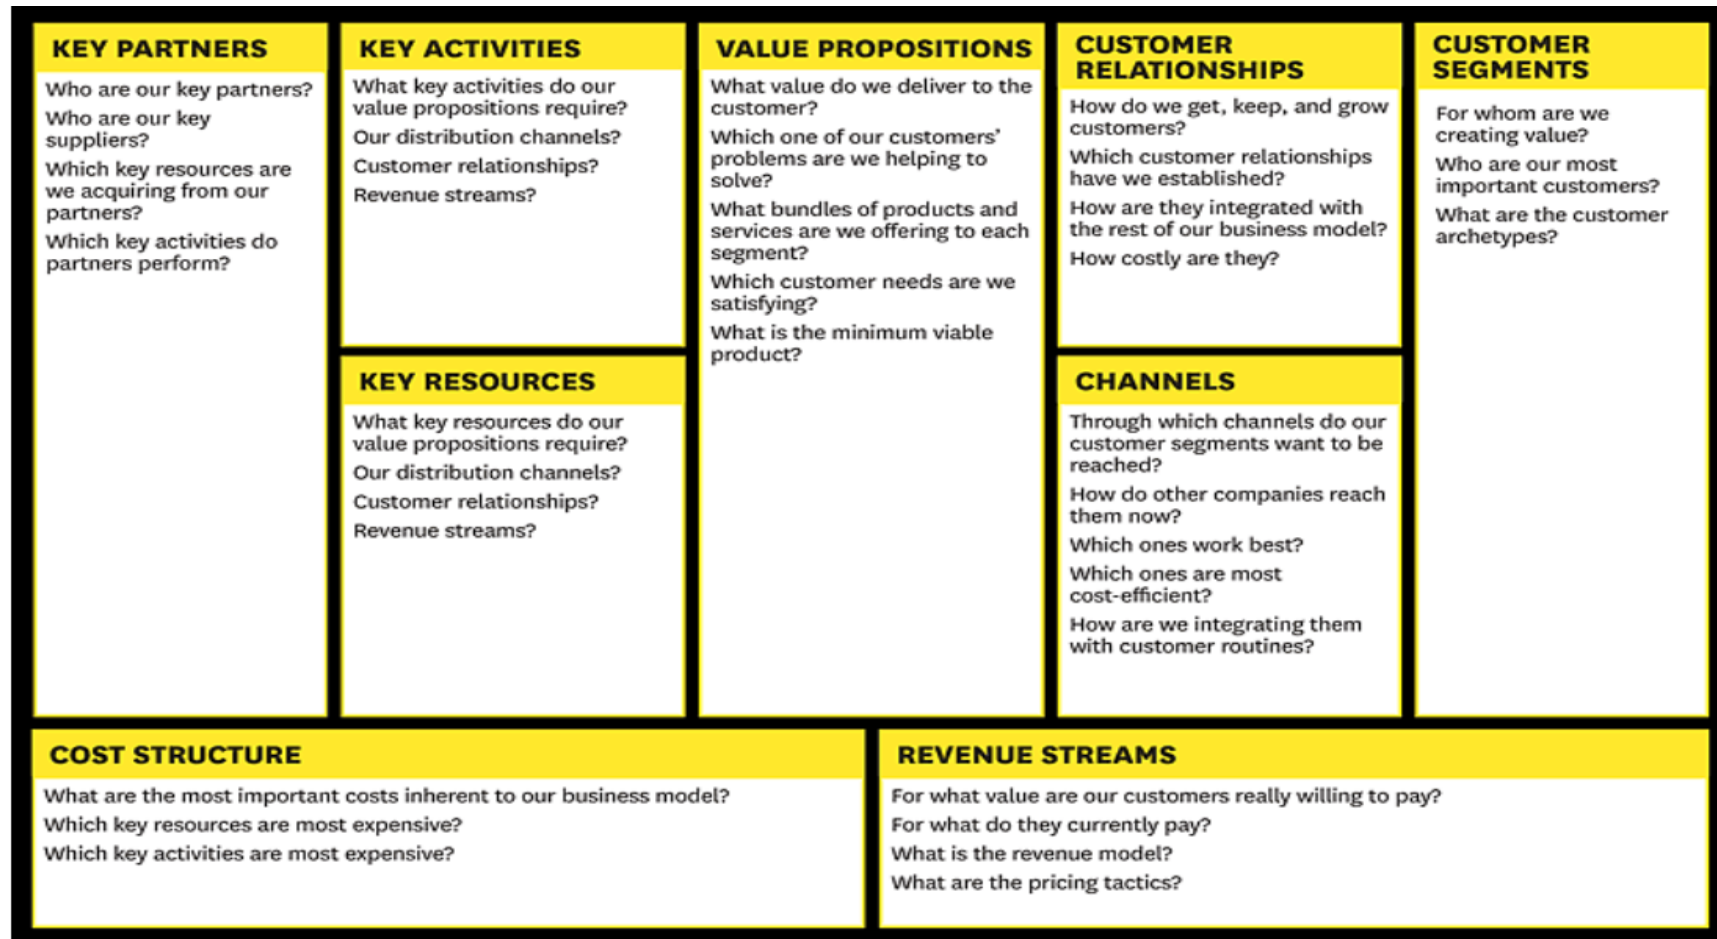 KEY PARTNERS
Who are our key partners?
Who are our key
suppliers?
Which key resources are
we acquiring from our
partners?
Which key activities do
partners perform?
KEY ACTIVITIES
What key activities do our
value propositions require?
Our distribution channels?
Customer relationships?
Revenue streams?
KEY RESOURCES
What key resources do our
value propositions require?
Our distribution channels?
Customer relationships?
Revenue streams?
VALUE PROPOSITIONS
What value do we deliver to the
customer?
Which one of our customers’
problems are we helping to
solve?
What bundles of products and
services are we offering to each
segment?
Which customer needs are we
satisfying?
What is the minimum viable
product?
CUSTOMER
RELATIONSHIPS
How do we get, keep, and grow
customers?
Which customer relationships
have we established?
How are they integrated with
the rest of our business model?
How costly are they?
CHANNELS
Through which channels do our
customer segments want to be
reached?
How do other companies reach
them now?
Which ones work best?
Which ones are most
cost-efficient?
How are we integrating them
with customer routines?
CUSTOMER
SEGMENTS
For whom are we
creating value?
Who are our most
important customers?
What are the customer
archetypes?
COST STRUCTURE
What are the most important costs inherent to our business model?
Which key resources are most expensive?
Which key activities are most expensive?
REVENUE STREAMS
For what value are our customers really willing to pay?
For what do they currently pay?
What is the revenue model?
What are the pricing tactics?